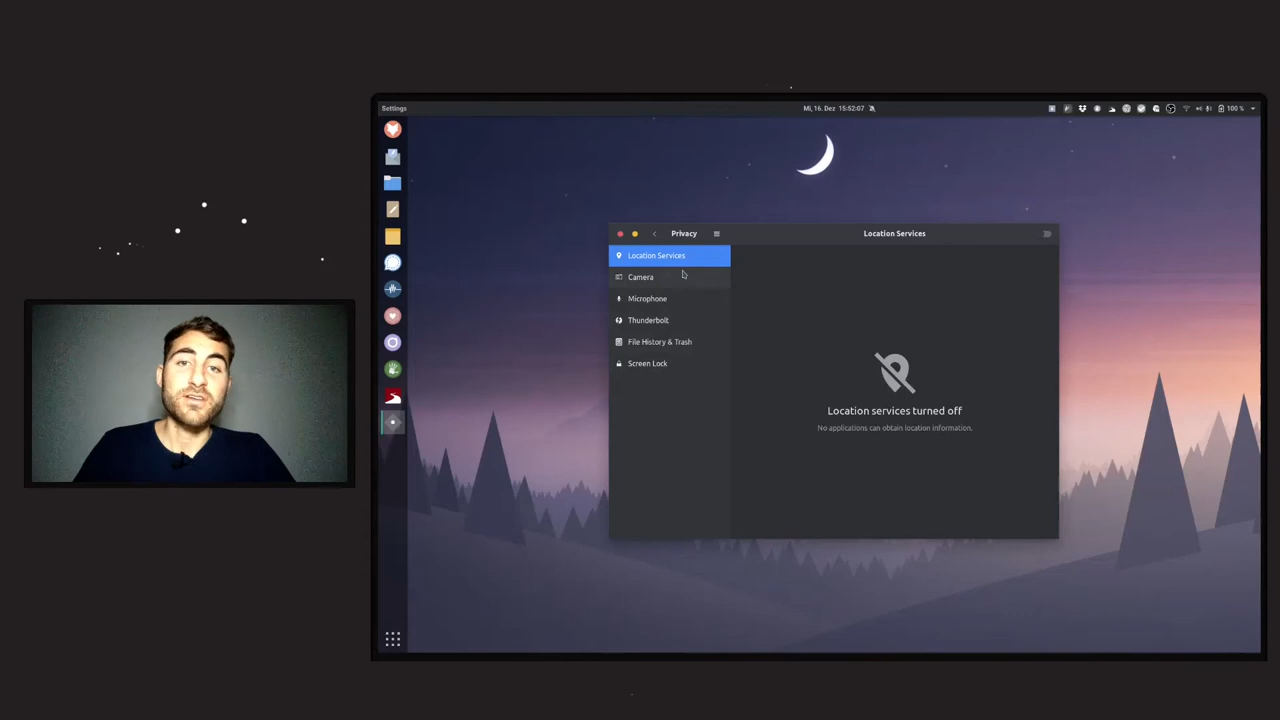 Settings
Mi, 16. Dez 15:52:07
100 %
Privacy
Location Services
Location Services
Camera
Microphone
Thunderbolt
File History & Trash
Screen Lock
Location services turned off
No applications can obtain location information.